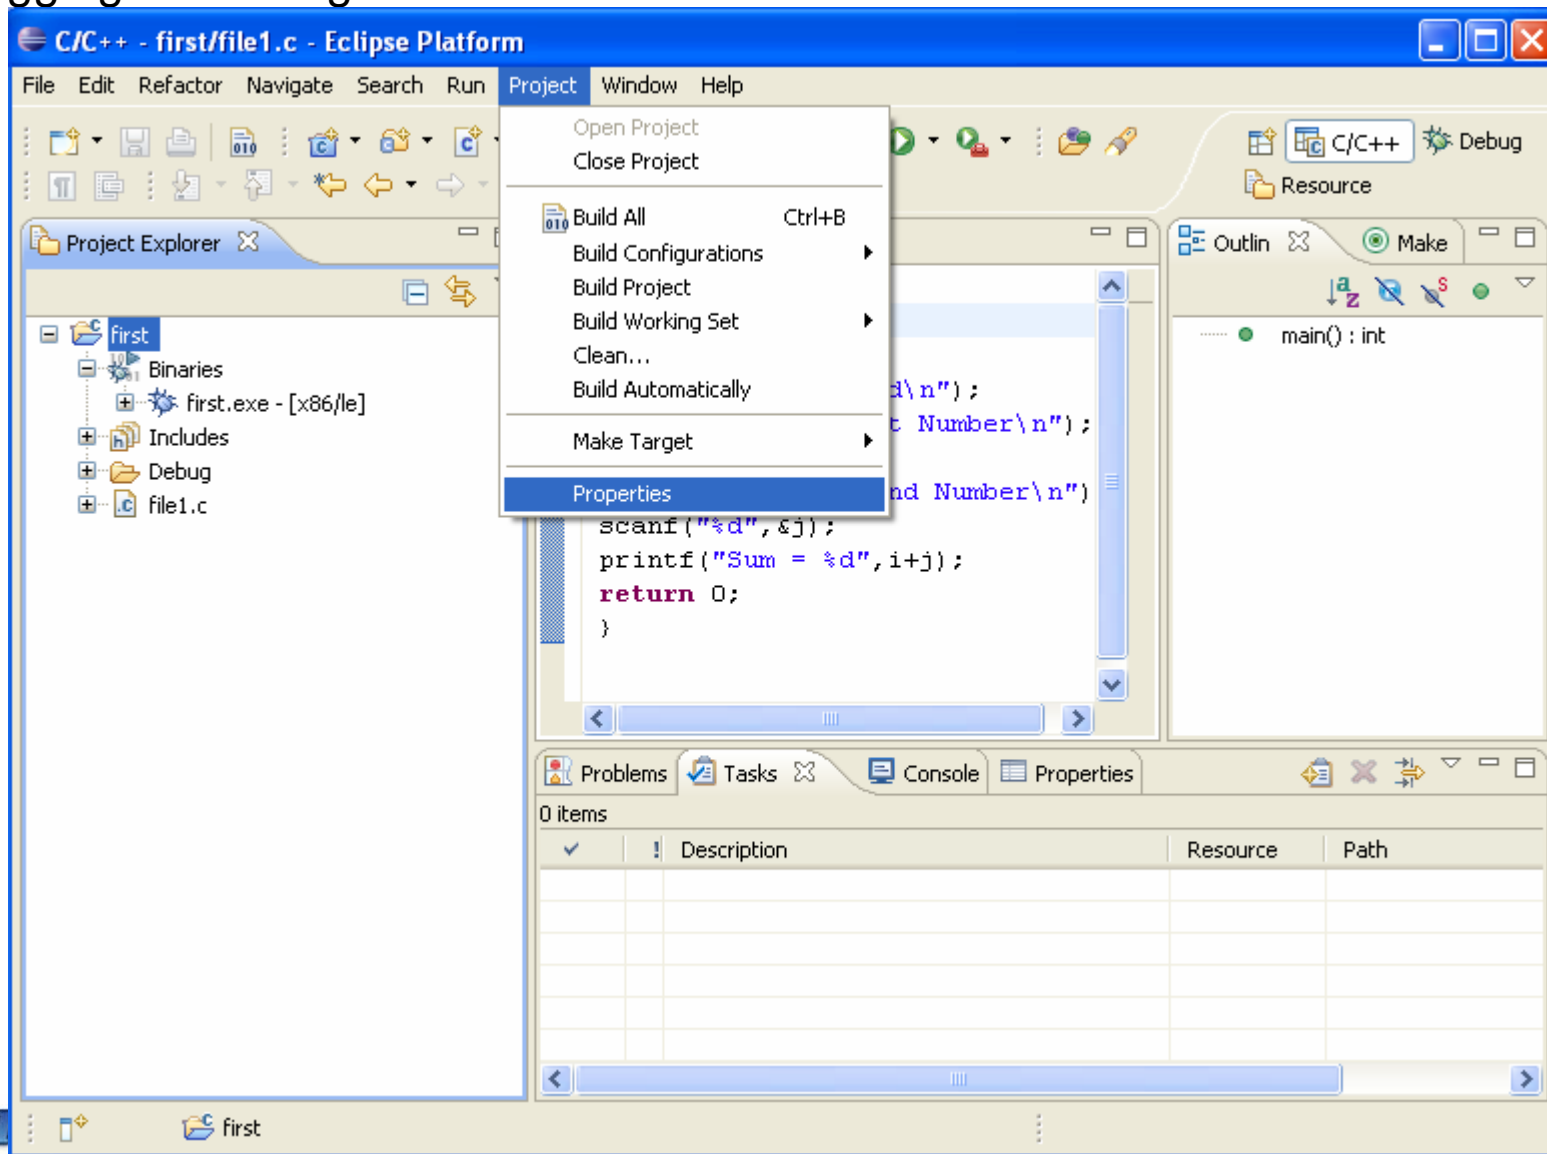 C/C++ - first/file1.c - Eclipse Platform
File Edit Refactor Navigate Search Run Project Window Help
Open Project
Close Project
Build All Ctrl+B
Build Configurations
Build Project
Build Working Set
Clean...
Build Automatically
Make Target
Properties
C/C++ Debug
Resource
Project Explorer
first
Binaries
first.exe - [x86/le]
Includes
Debug
file1.c
d\n");
t Number\n");
nd Number\n")
scanf("%d",&j);
printf("Sum = %d",i+j);
return 0;
}
Outlin Make
main() : int
Problems Tasks Console Properties
0 items
! Description Resource Path
first